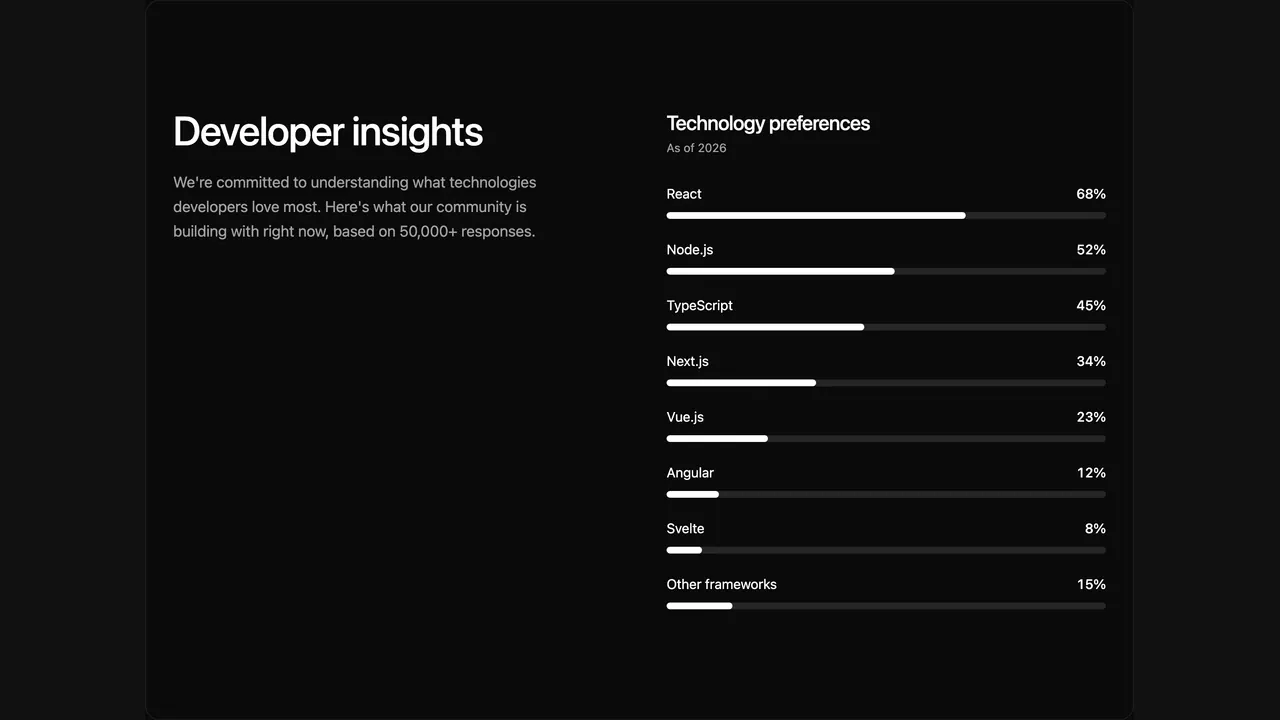 Developer insights
We're committed to understanding what technologies
developers love most. Here's what our community is
building with right now, based on 50,000+ responses.
Technology preferences
As of 2026
React 68%
Node.js 52%
TypeScript 45%
Next.js 34%
Vue.js 23%
Angular 12%
Svelte 8%
Other frameworks 15%